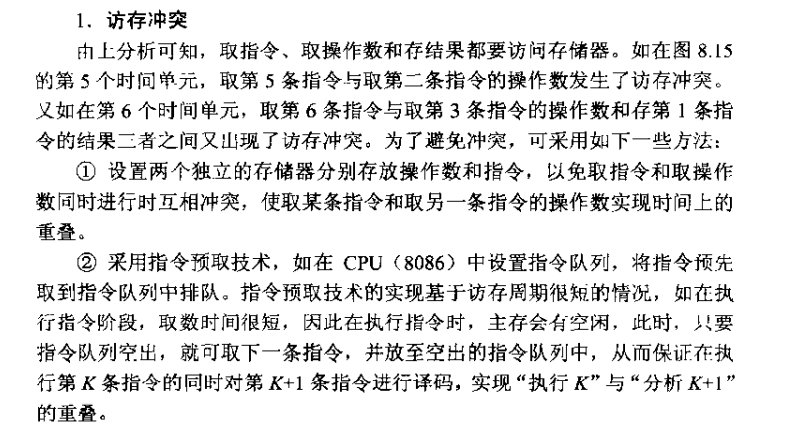 1．访存冲突
由上分析可知，取指令、取操作数和存结果都要访问存储器。如在图 8.15
的第 5 个时间单元，取第 5 条指令与取第二条指令的操作数发生了访存冲突。
又如在第 6 个时间单元，取第 6 条指令与取第 3 条指令的操作数和存第 1 条指
令的结果三者之间又出现了访存冲突。为了避免冲突，可采用如下一些方法：
① 设置两个独立的存储器分别存放操作数和指令，以免取指令和取操作
数同时进行时互相冲突，使取某条指令和取另一条指令的操作数实现时间上的
重叠。
② 采用指令预取技术，如在 CPU（8086）中设置指令队列，将指令预先
取到指令队列中排队。指令预取技术的实现基于访存周期很短的情况，如在执
行指令阶段，取数时间很短，因此在执行指令时，主存会有空闲，此时，只要
指令队列空出，就可取下一条指令，并放至空出的指令队列中，从而保证在执
行第 K 条指令的同时对第 K+1 条指令进行译码，实现“执行 K”与“分析 K+1”
的重叠。